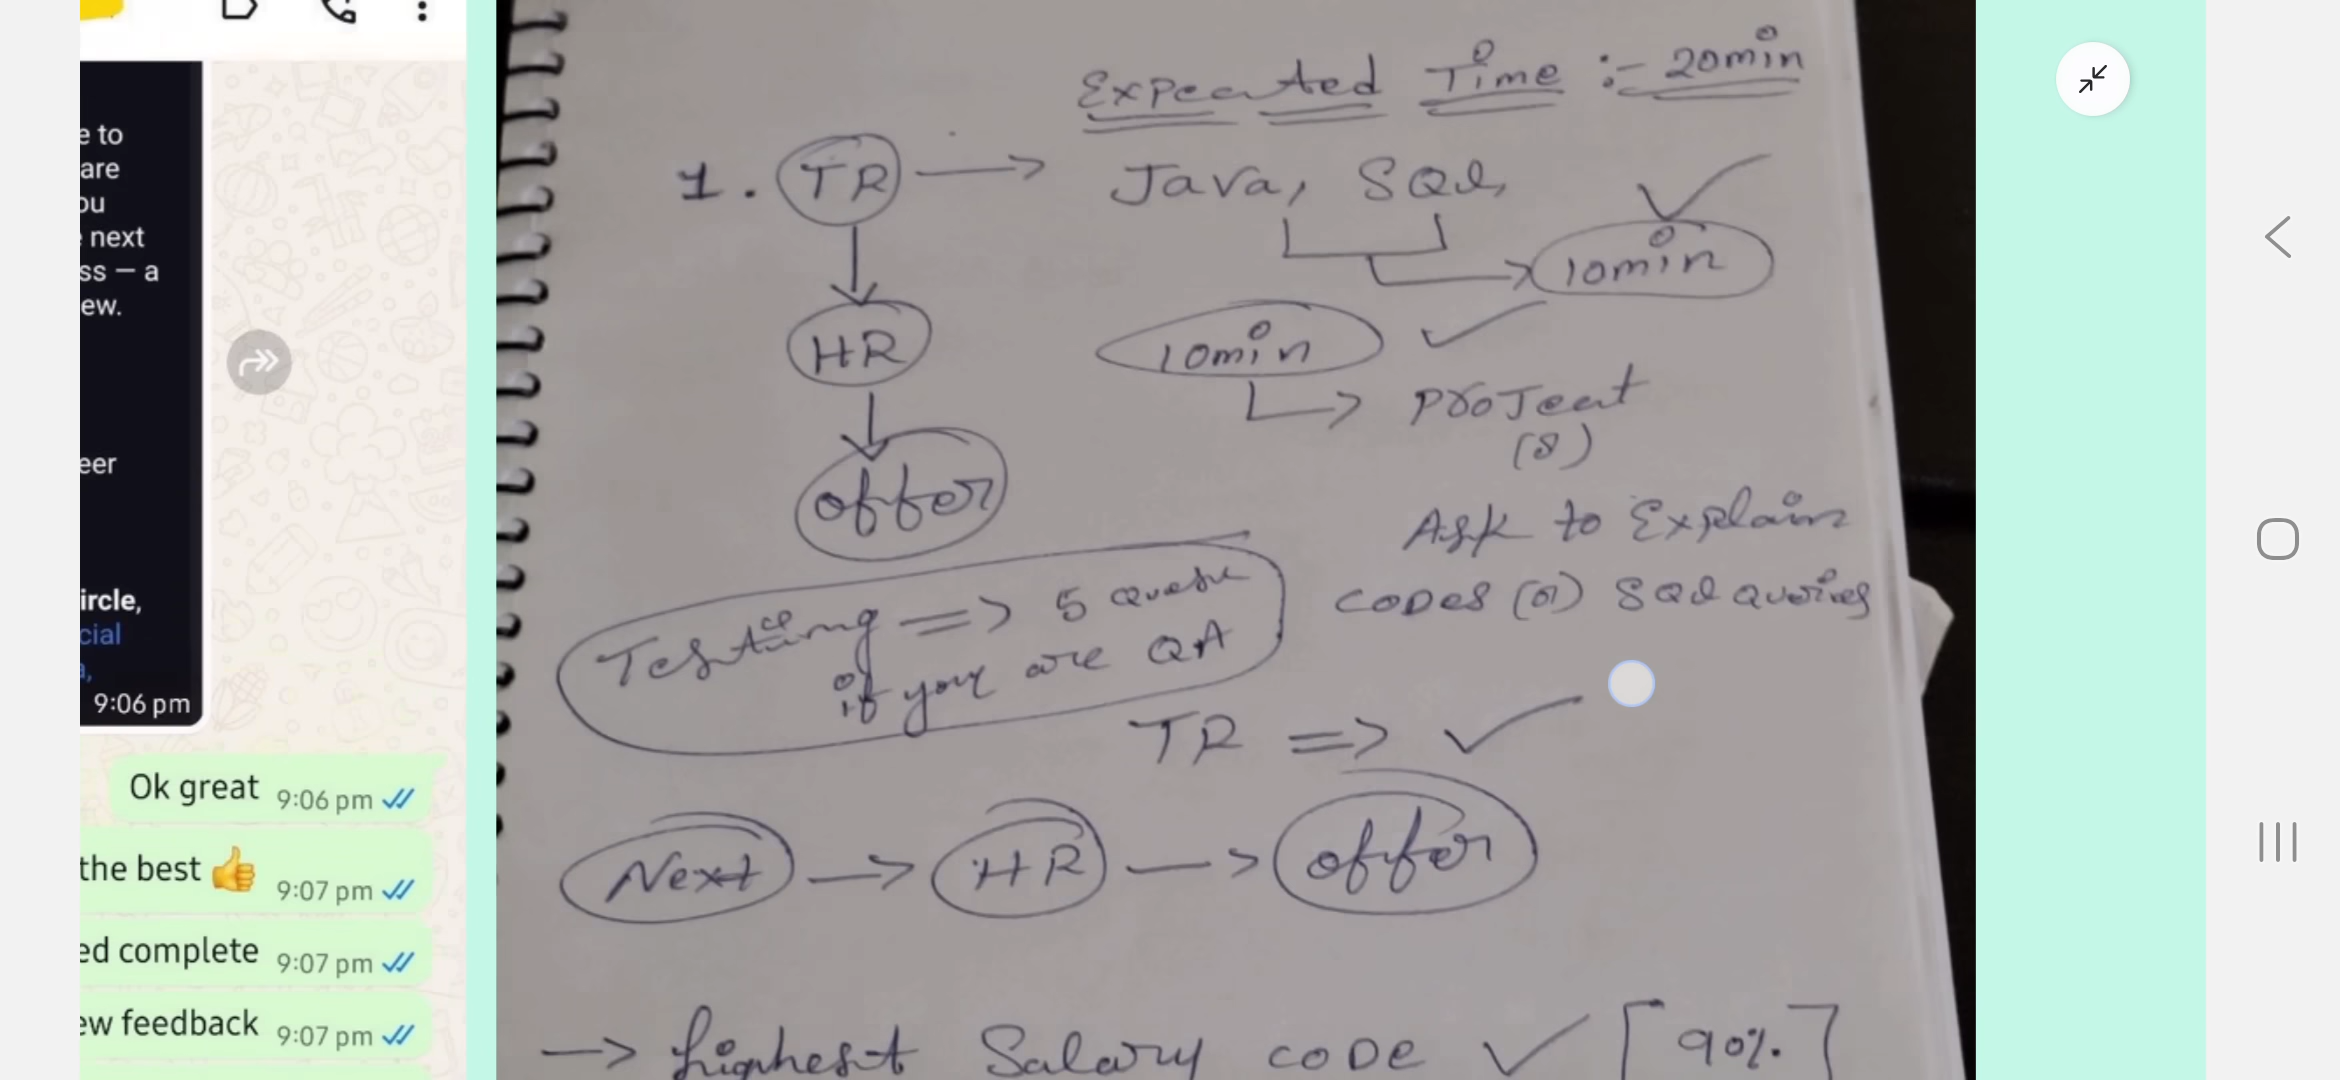 e to
are
ou
next
ss — a
ew.
eer
ircle,
cial
a,
9:06 pm
Ok great 9:06 pm
the best 👍 9:07 pm
ed complete 9:07 pm
ew feedback 9:07 pm
Expected Time :- 20min
1. TR → Java, SQL,
10min
HR
10min
→ Project
(s)
offer
Ask to Explain
codes (or) SQL queries
Testing => 5 
if you are QA
TR => ✓
Next → HR → offer
→ highest Salary code ✓ [90%]